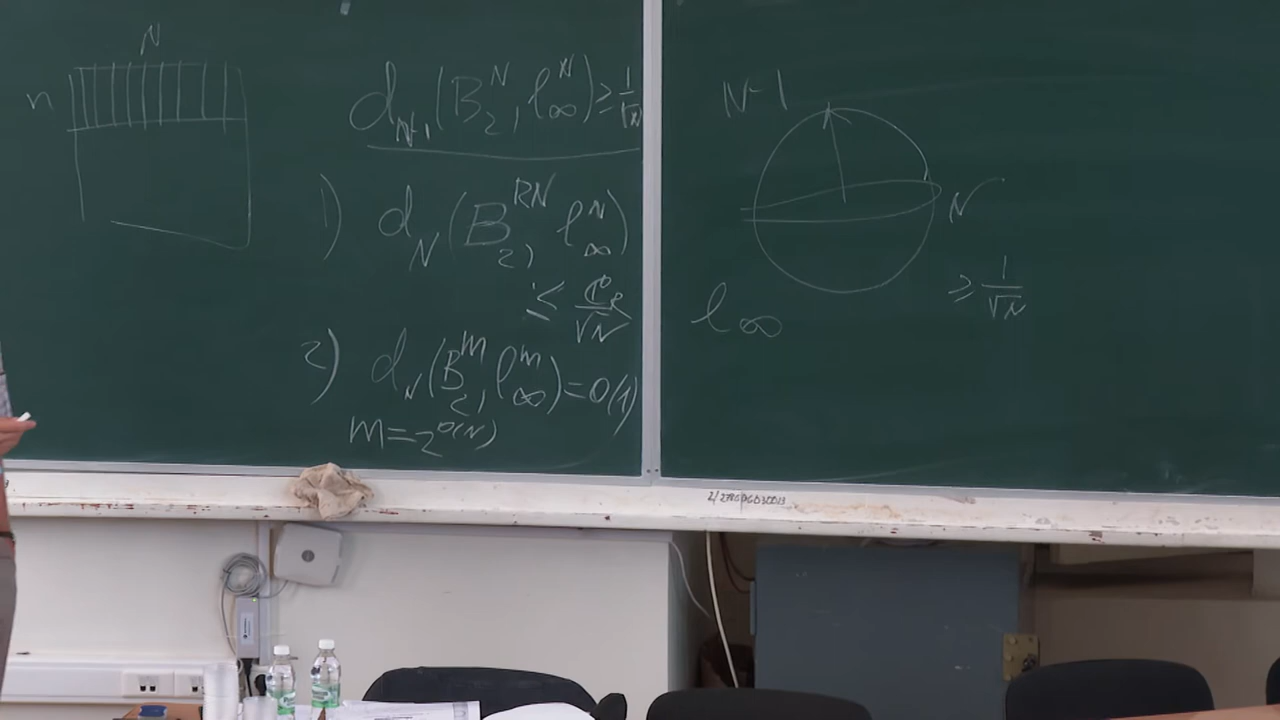 N
n
d_{N-1}(B_2^N, l_∞^N) ≥ 1/√N
1) d_N(B_2^{RN}, l_∞^N)
≤ /√N
2) d_N(B_2^m, l_∞^m) = o(1)
m = 2^{o(N)}
N-1
N
≥ 1/√N
l_∞